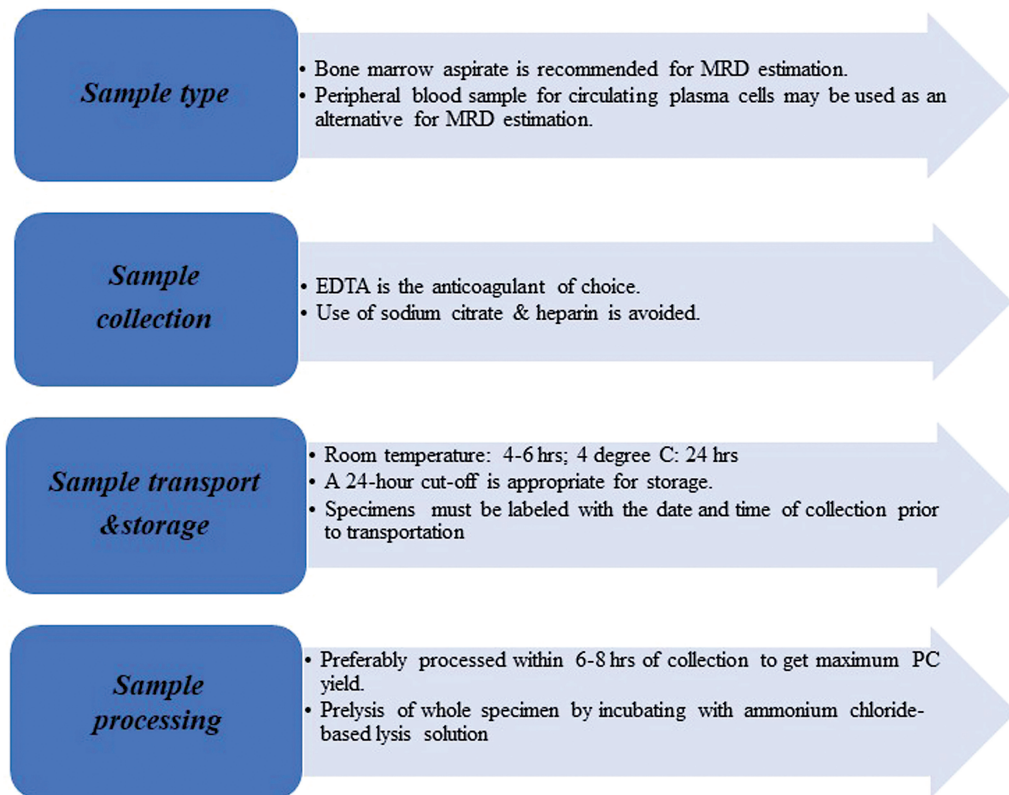 Sample type
• Bone marrow aspirate is recommended for MRD estimation.
• Peripheral blood sample for circulating plasma cells may be used as an
alternative for MRD estimation.
Sample
collection
• EDTA is the anticoagulant of choice.
• Use of sodium citrate & heparin is avoided.
Sample transport
&storage
• Room temperature: 4-6 hrs; 4 degree C: 24 hrs
• A 24-hour cut-off is appropriate for storage.
• Specimens must be labeled with the date and time of collection prior
to transportation
Sample
processing
• Preferably processed within 6-8 hrs of collection to get maximum PC
yield.
• Prelysis of whole specimen by incubating with ammonium chloride-
based lysis solution